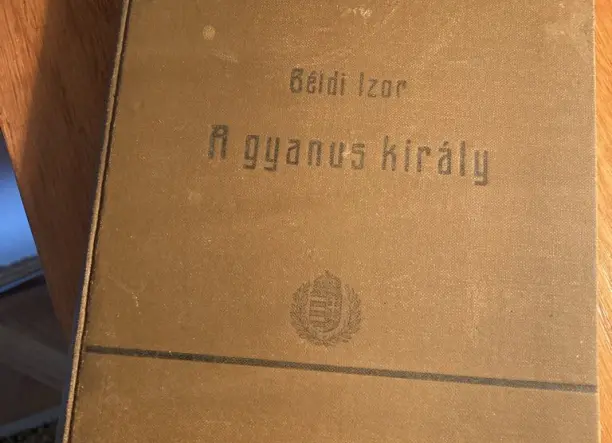 Béldi Izor
A gyanus király